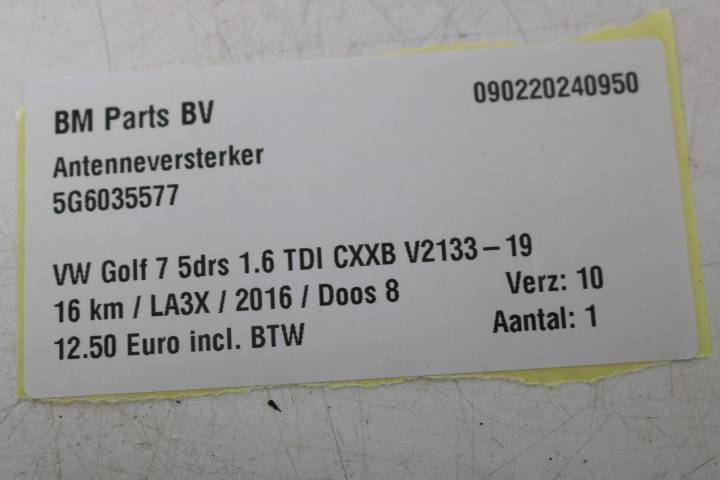 BM Parts BV
090220240950
Antenneversterker
5G6035577
VW Golf 7 5drs 1.6 TDI CXXB V2133-19
16 km / LA3X / 2016 / Doos 8
Verz: 10
12.50 Euro incl. BTW
Aantal: 1